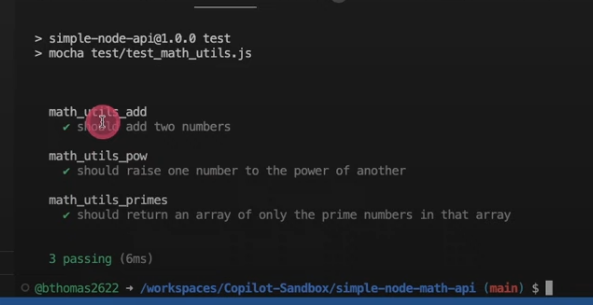 > simple-node-api@1.0.0 test
> mocha test/test_math_utils.js
math_utils_add
✔ should add two numbers
math_utils_pow
✔ should raise one number to the power of another
math_utils_primes
✔ should return an array of only the prime numbers in that array
3 passing (6ms)
@bthomas2622 → /workspaces/Copilot-Sandbox/simple-node-math-api (main) $